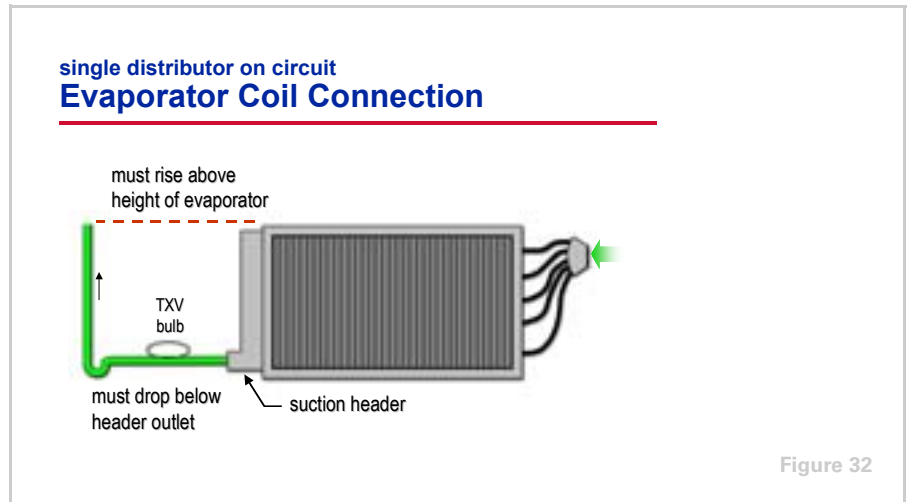 single distributor on circuit
Evaporator Coil Connection
must rise above
height of evaporator
TXV
bulb
must drop below
header outlet
suction header
Figure 32